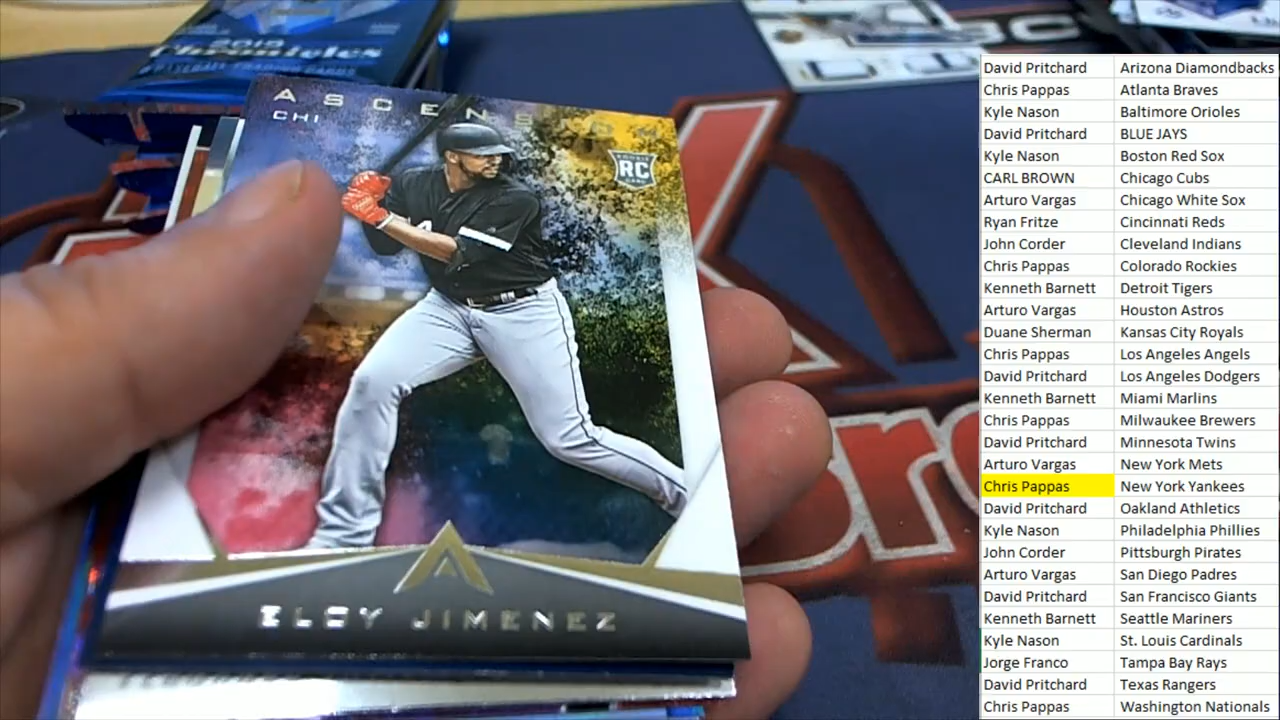 2019
Chronicles
BASEBALL TRADING CARDS
ASCENSION
CHI
ROOKIE
RC
CARD
ELOY JIMENEZ
David Pritchard Arizona Diamondbacks
Chris Pappas Atlanta Braves
Kyle Nason Baltimore Orioles
David Pritchard BLUE JAYS
Kyle Nason Boston Red Sox
CARL BROWN Chicago Cubs
Arturo Vargas Chicago White Sox
Ryan Fritze Cincinnati Reds
John Corder Cleveland Indians
Chris Pappas Colorado Rockies
Kenneth Barnett Detroit Tigers
Arturo Vargas Houston Astros
Duane Sherman Kansas City Royals
Chris Pappas Los Angeles Angels
David Pritchard Los Angeles Dodgers
Kenneth Barnett Miami Marlins
Chris Pappas Milwaukee Brewers
David Pritchard Minnesota Twins
Arturo Vargas New York Mets
Chris Pappas New York Yankees
David Pritchard Oakland Athletics
Kyle Nason Philadelphia Phillies
John Corder Pittsburgh Pirates
Arturo Vargas San Diego Padres
David Pritchard San Francisco Giants
Kenneth Barnett Seattle Mariners
Kyle Nason St. Louis Cardinals
Jorge Franco Tampa Bay Rays
David Pritchard Texas Rangers
Chris Pappas Washington Nationals